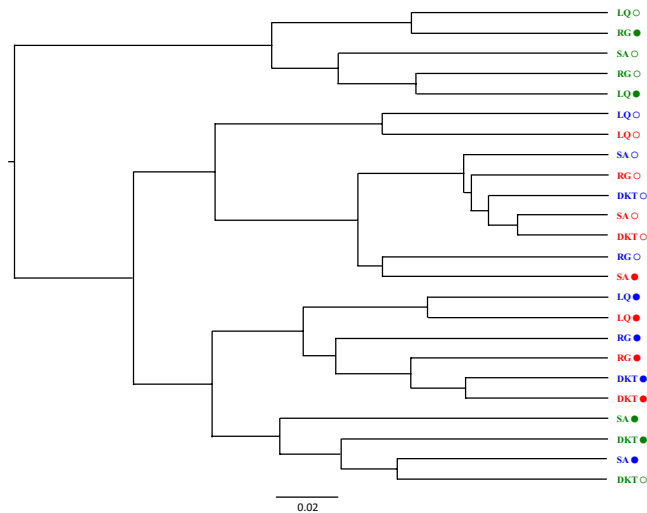 LQ○
RG●
SA○
RG○
LQ●
LQ○
LQ○
SA○
RG○
DKT○
SA○
DKT○
RG○
SA●
LQ●
LQ●
RG●
RG●
DKT●
DKT●
SA●
DKT●
SA●
DKT○
0.02